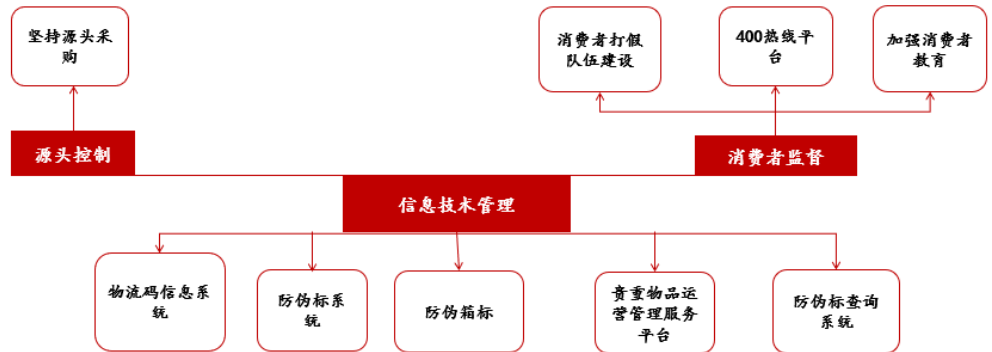 坚持源头采
购
消费者打假
队伍建设
400热线平
台
加强消费者
教育
源头控制
消费者监督
信息技术管理
物流码信息系
统
防伪标系
统
防伪箱标
贵重物品运
营管理服务
平台
防伪标查询
系统